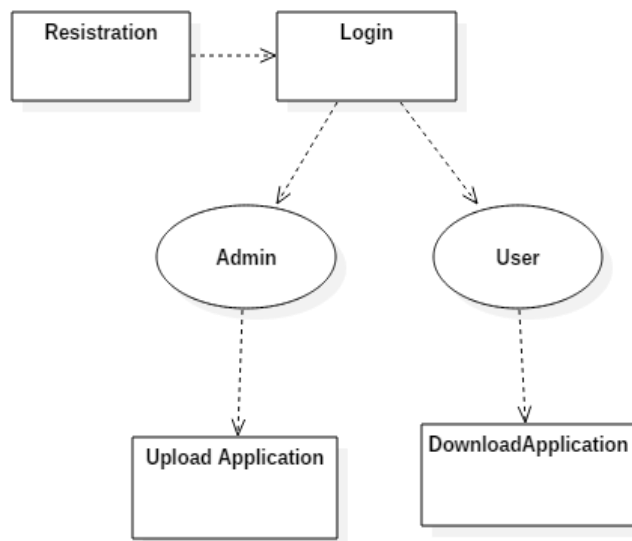 Resistration
Login
Admin
User
Upload Application
DownloadApplication